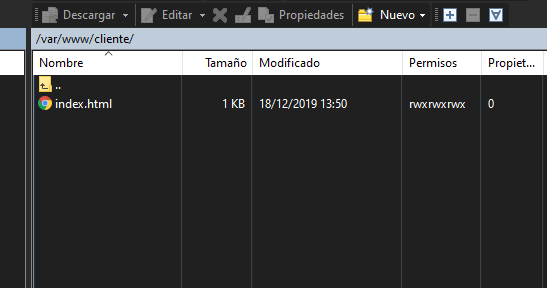 Descargar Editar Propiedades Nuevo
/var/www/cliente/
Nombre Tamaño Modificado Permisos Propiet...
..
index.html 1 KB 18/12/2019 13:50 rwxrwxrwx 0